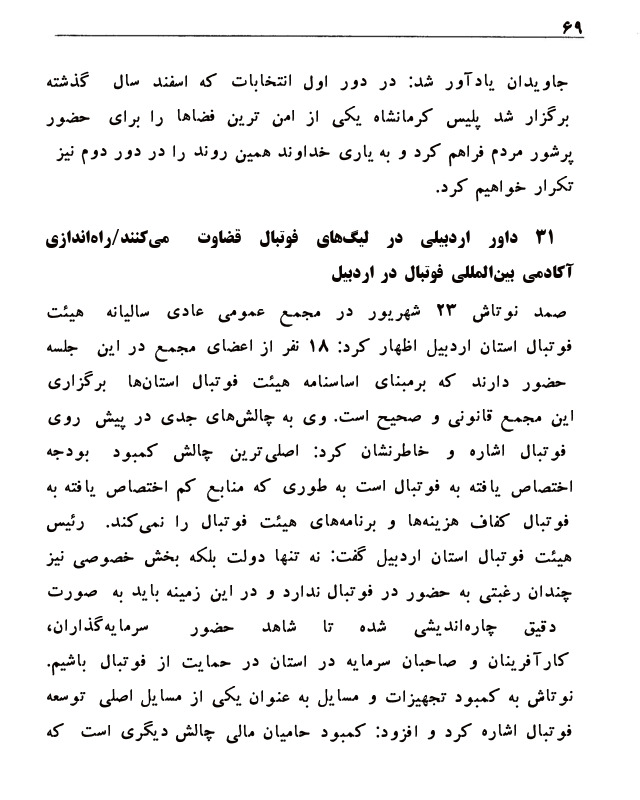 ۶۹
جاویدان یادآور شد: در دور اول انتخابات که اسفند سال گذشته
برگزار شد پلیس کرمانشاه یکی از امن ترین فضاها را برای حضور
پرشور مردم فراهم کرد و به یاری خداوند همین روند را در دور دوم نیز
تکرار خواهیم کرد.
۳۱ داور اردبیلی در لیگ‌های فوتبال قضاوت می‌کنند/راه‌اندازی
آکادمی بین‌المللی فوتبال در اردبیل
صمد نوتاش ۲۳ شهریور در مجمع عمومی عادی سالیانه هیئت
فوتبال استان اردبیل اظهار کرد: ۱۸ نفر از اعضای مجمع در این جلسه
حضور دارند که برمبنای اساسنامه هیئت فوتبال استان‌ها برگزاری
این مجمع قانونی و صحیح است. وی به چالش‌های جدی در پیش روی
فوتبال اشاره و خاطرنشان کرد: اصلی‌ترین چالش کمبود بودجه
اختصاص یافته به فوتبال است به طوری که منابع کم اختصاص یافته به
فوتبال کفاف هزینه‌ها و برنامه‌های هیئت فوتبال را نمی‌کند. رئیس
هیئت فوتبال استان اردبیل گفت: نه تنها دولت بلکه بخش خصوصی نیز
چندان رغبتی به حضور در فوتبال ندارد و در این زمینه باید به صورت
دقیق چاره‌اندیشی شده تا شاهد حضور سرمایه‌گذاران،
کارآفرینان و صاحبان سرمایه در استان در حمایت از فوتبال باشیم.
نوتاش به کمبود تجهیزات و مسایل به عنوان یکی از مسایل اصلی توسعه
فوتبال اشاره کرد و افزود: کمبود حامیان مالی چالش دیگری است که